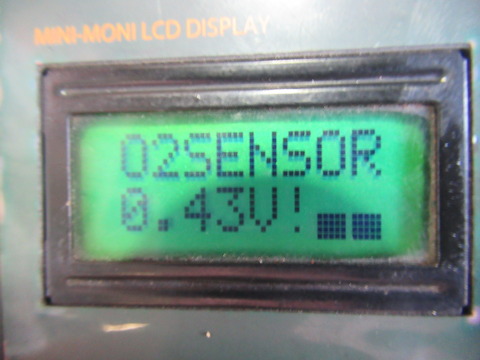 MINI-MONI LCD DISPLAY
O2SENSOR
0.43V!